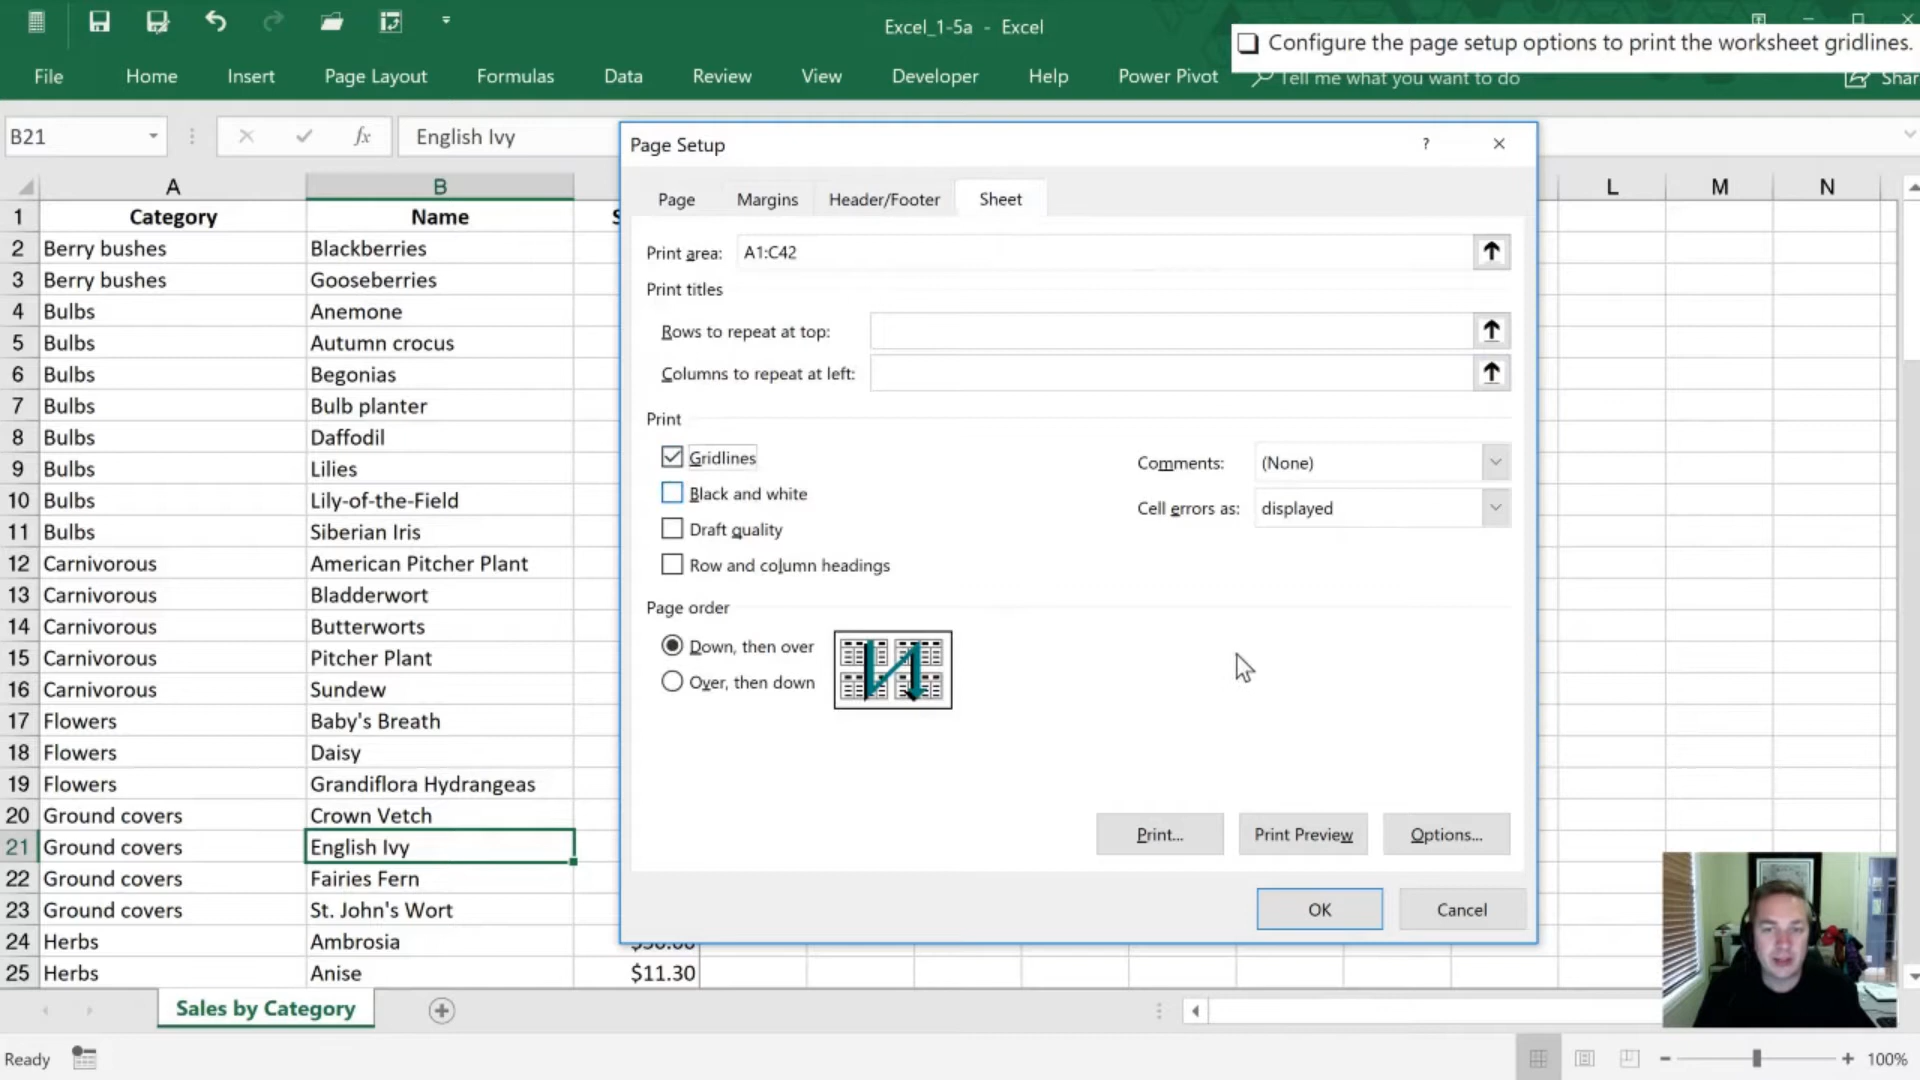 Excel_1-5a - Excel
Configure the page setup options to print the worksheet gridlines.
File Home Insert Page Layout Formulas Data Review View Developer Help Power Pivot Tell me what you want to do Shar
B21 fx English Ivy
Page Setup ?
Page Margins Header/Footer Sheet
Print area: A1:C42
Print titles
Rows to repeat at top:
Columns to repeat at left:
Print
Gridlines
Black and white
Draft quality
Row and column headings
Comments: (None)
Cell errors as: displayed
Page order
Down, then over
Over, then down
Print... Print Preview Options...
OK Cancel
A B L M N
1 Category Name S
2 Berry bushes Blackberries
3 Berry bushes Gooseberries
4 Bulbs Anemone
5 Bulbs Autumn crocus
6 Bulbs Begonias
7 Bulbs Bulb planter
8 Bulbs Daffodil
9 Bulbs Lilies
10 Bulbs Lily-of-the-Field
11 Bulbs Siberian Iris
12 Carnivorous American Pitcher Plant
13 Carnivorous Bladderwort
14 Carnivorous Butterworts
15 Carnivorous Pitcher Plant
16 Carnivorous Sundew
17 Flowers Baby's Breath
18 Flowers Daisy
19 Flowers Grandiflora Hydrangeas
20 Ground covers Crown Vetch
21 Ground covers English Ivy
22 Ground covers Fairies Fern
23 Ground covers St. John's Wort
24 Herbs Ambrosia
25 Herbs Anise $11.30
Sales by Category
Ready 100%